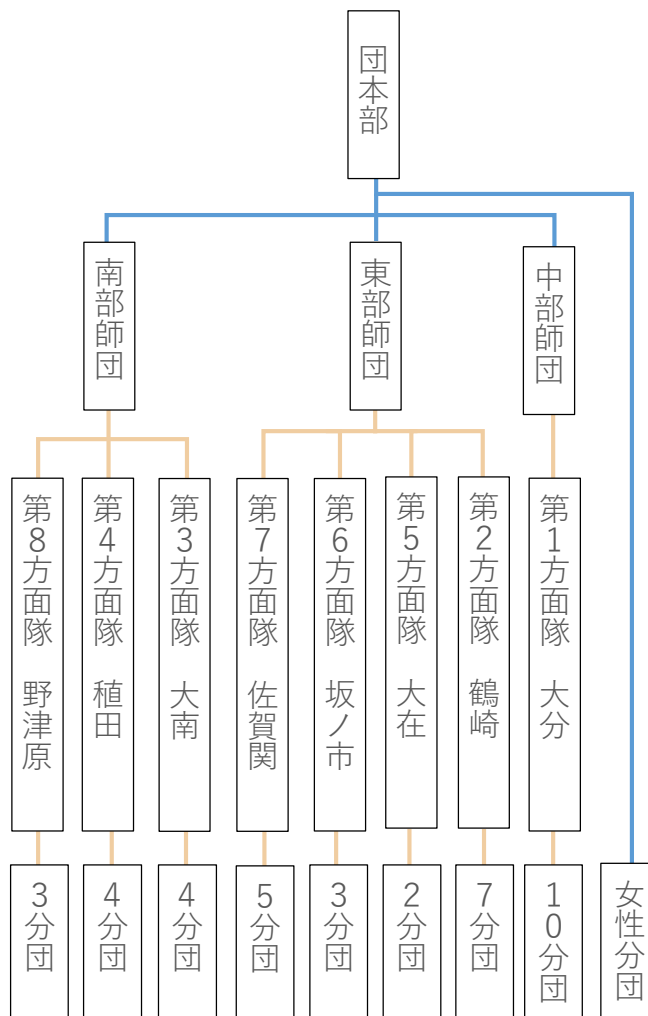 団本部
中部師団
東部師団
南部師団
第1方面隊 大分
第2方面隊 鶴崎
第5方面隊 大在
第6方面隊 坂ノ市
第7方面隊 佐賀関
第3方面隊 大南
第4方面隊 稙田
第8方面隊 野津原
女性分団
10分団
7分団
2分団
3分団
5分団
4分団
4分団
3分団